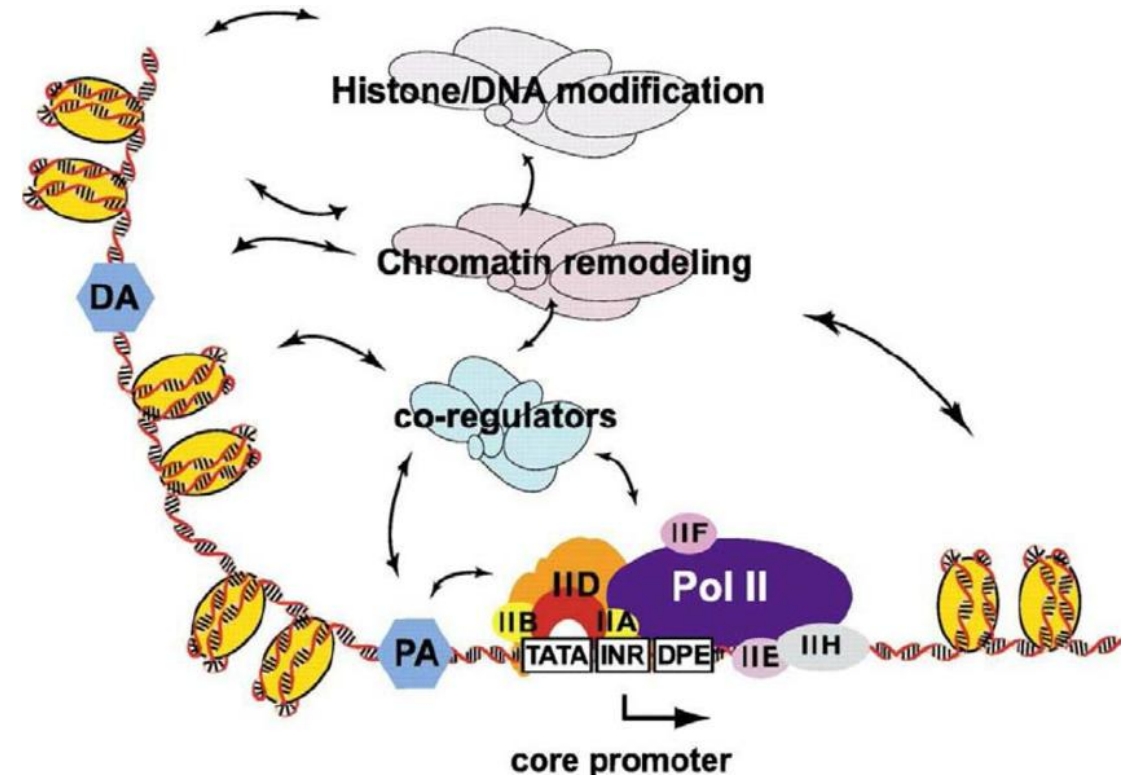 Histone/DNA modification
Chromatin remodeling
DA
co-regulators
IIF
IID
Pol II
IIB
IIA
PA
TATA
INR
DPE
IIE
IIH
core promoter